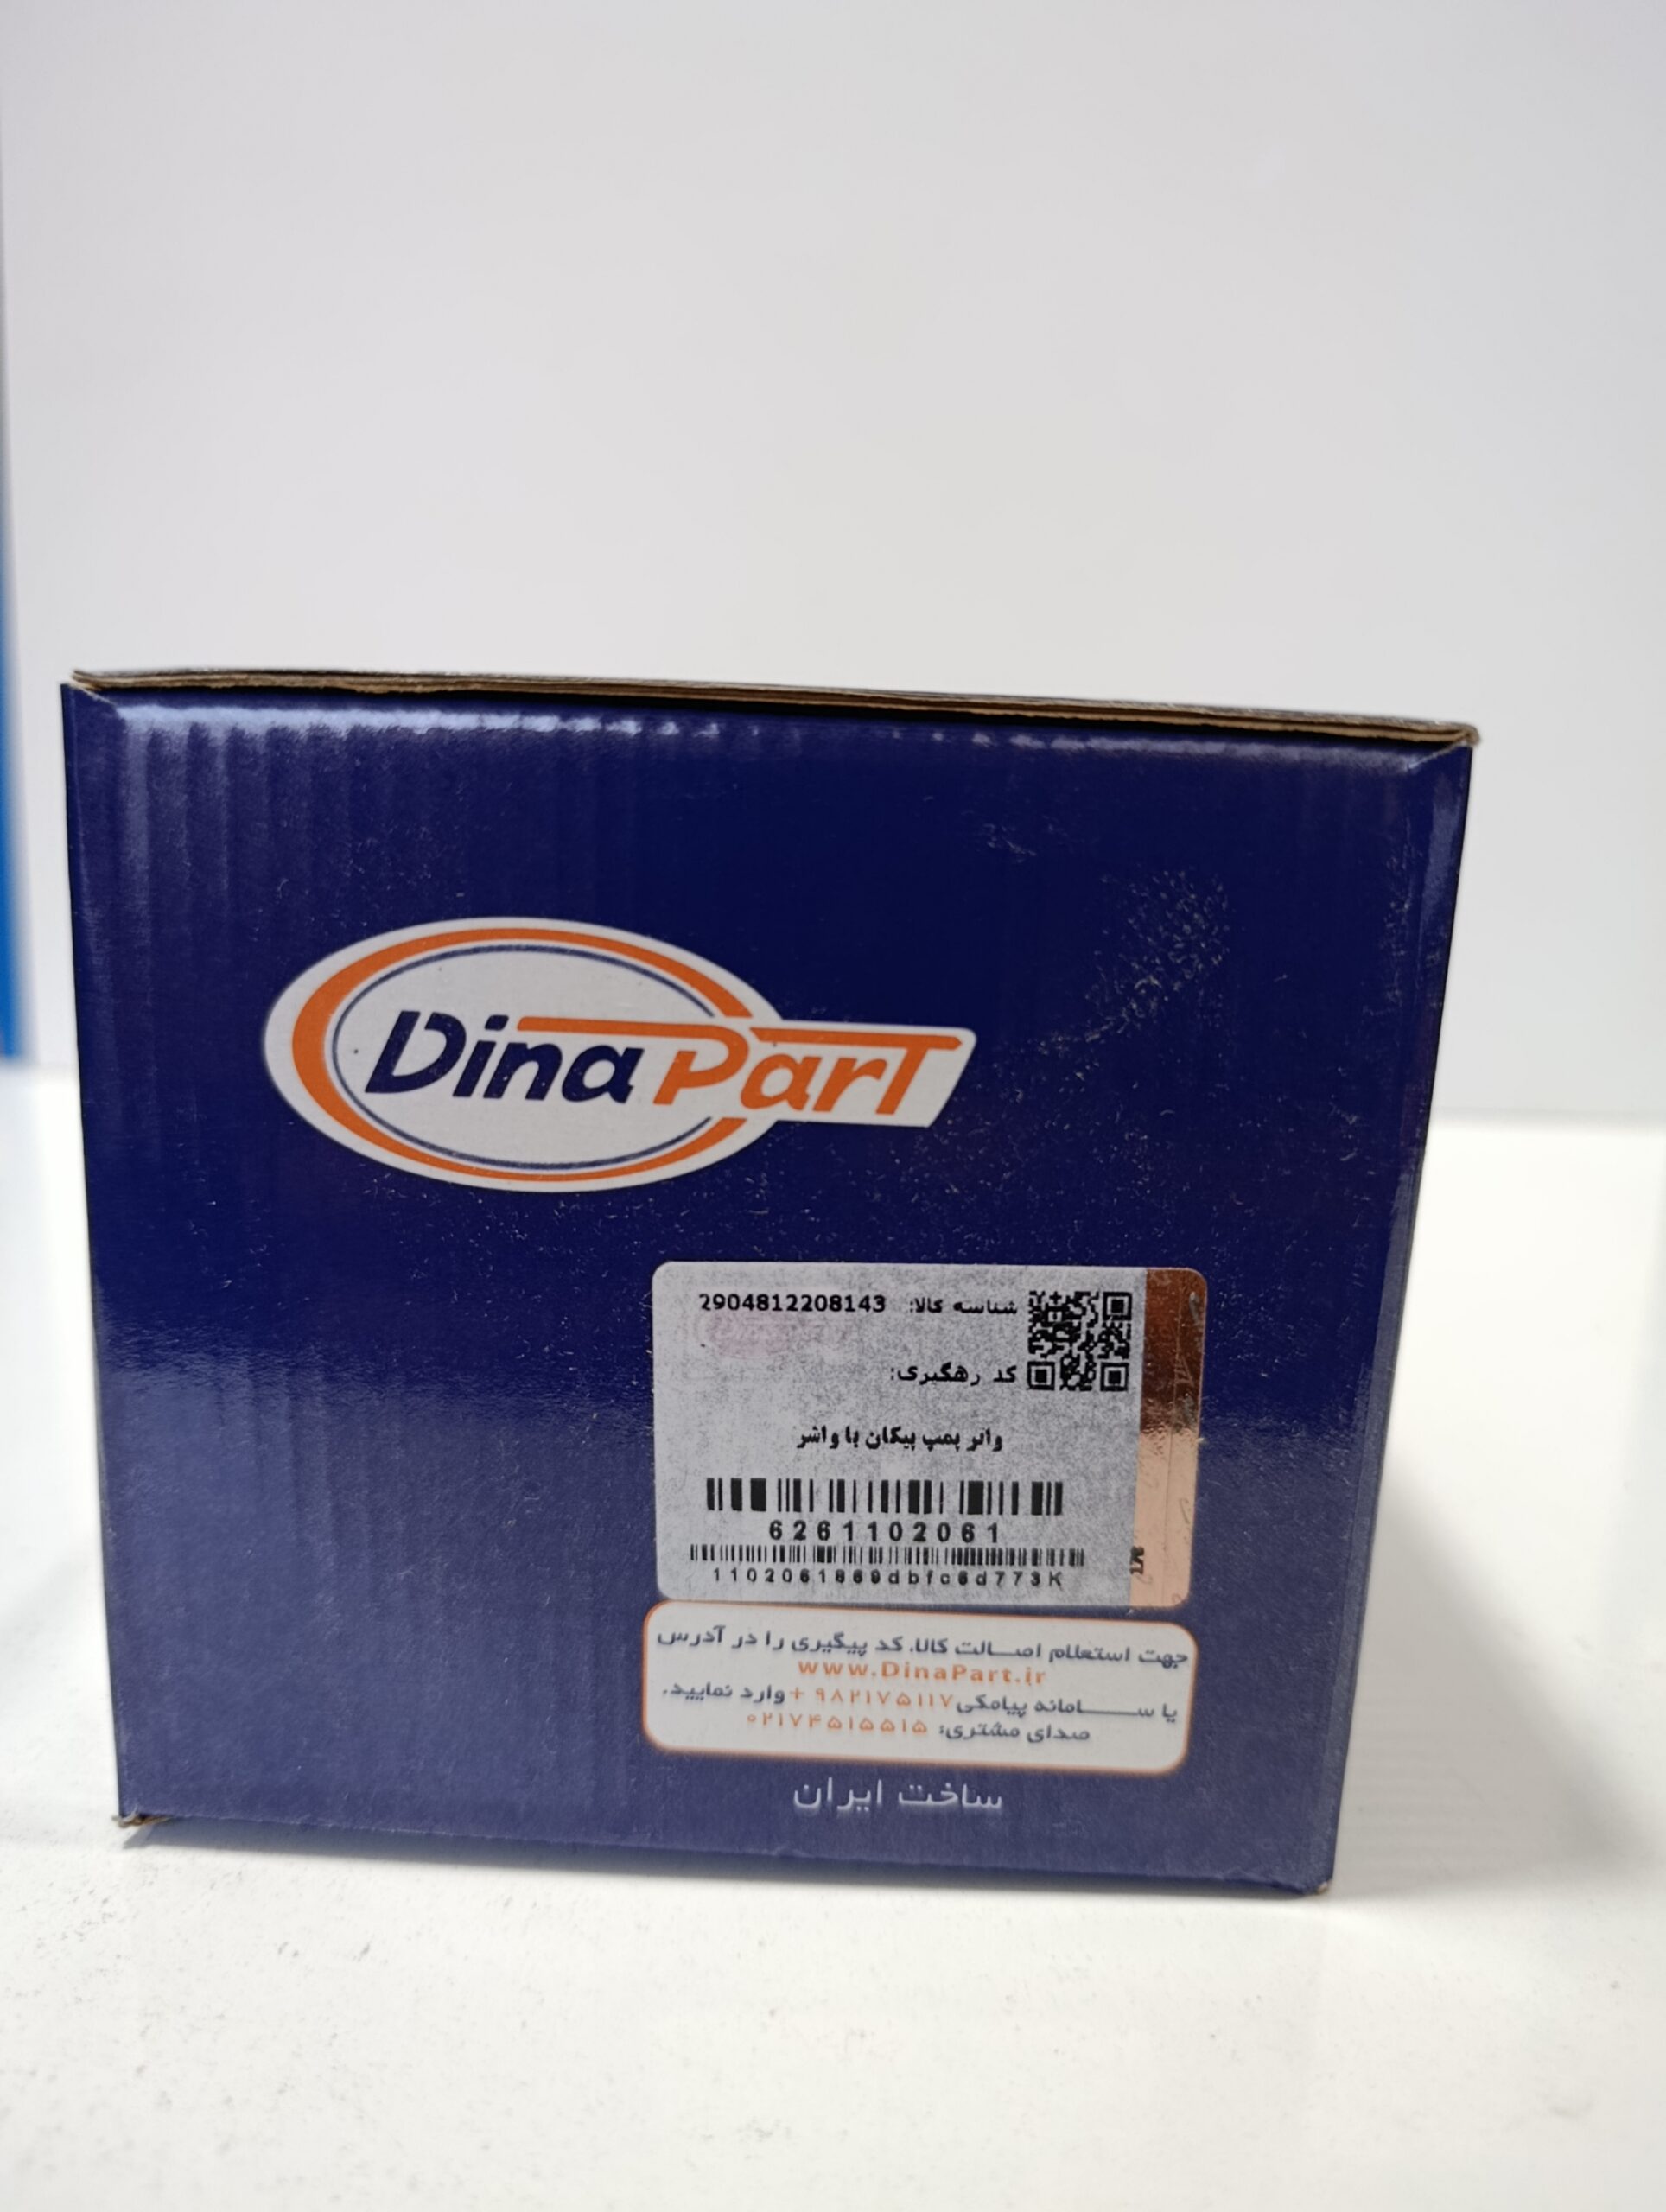 Dina Part
شناسه کالا: 2904812208143
کد رهگیری:
واتر پمپ پیکان با واشر
6261102061
1102061869dbfc6d773K
جهت استعلام اصالت کالا، کد پیگیری را در آدرس
www.DinaPart.ir
یا سامانه پیامکی ۹۸۲۱۷۵۱۱۷+ وارد نمایید.
صدای مشتری: ۰۲۱۷۴۵۱۵۵۱۵
ساخت ایران